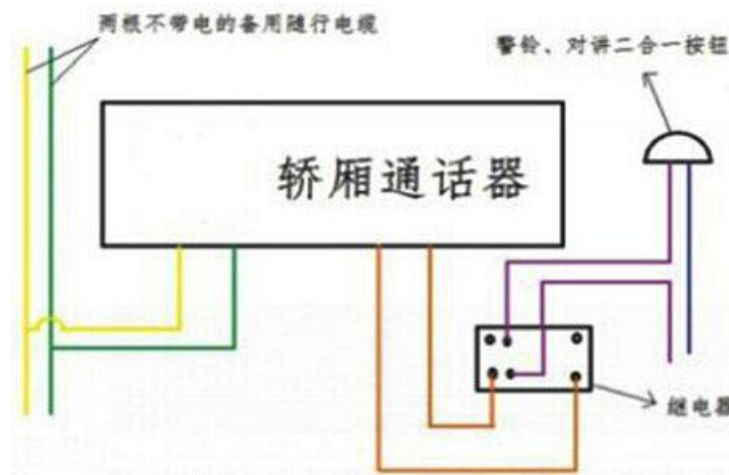 两根不带电的备用随行电缆
警铃、对讲二合一按钮
轿厢通话器
继电器